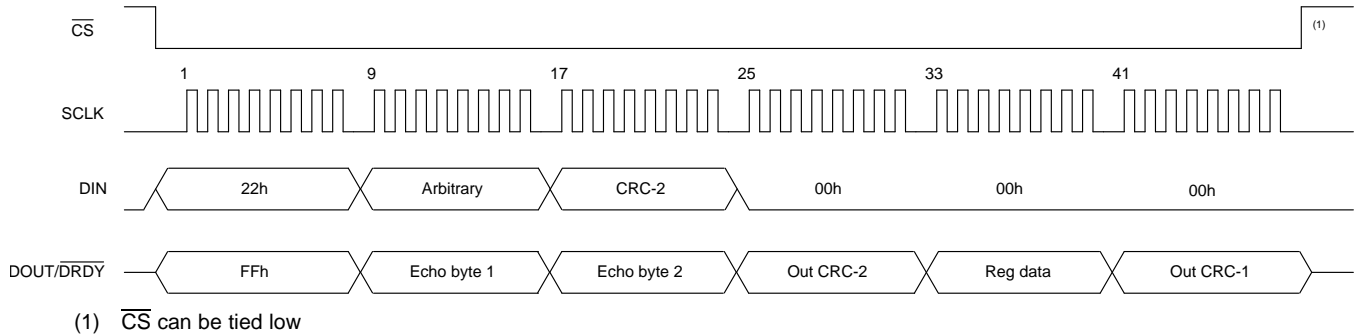 CS
(1)
1 9 17 25 33 41
SCLK
DIN 22h Arbitrary CRC-2 00h 00h 00h
DOUT/DRDY FFh Echo byte 1 Echo byte 2 Out CRC-2 Reg data Out CRC-1
(1) CS can be tied low